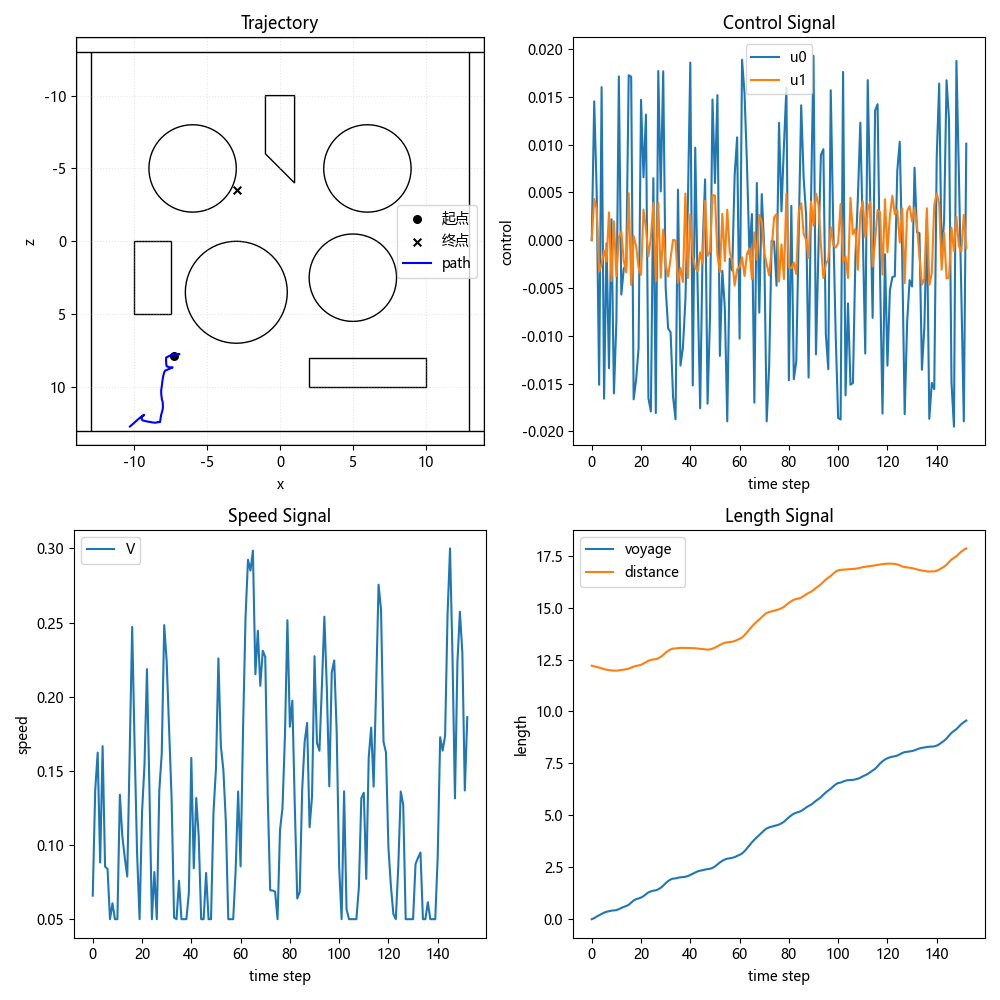 Trajectory
-10
-5
0
5
10
z
-10
-5
0
5
10
x
起点
终点
path
Control Signal
0.020
0.015
0.010
0.005
0.000
-0.005
-0.010
-0.015
-0.020
control
0
20
40
60
80
100
120
140
time step
u0
u1
Speed Signal
0.30
0.25
0.20
0.15
0.10
0.05
speed
0
20
40
60
80
100
120
140
time step
V
Length Signal
17.5
15.0
12.5
10.0
7.5
5.0
2.5
0.0
length
0
20
40
60
80
100
120
140
time step
voyage
distance